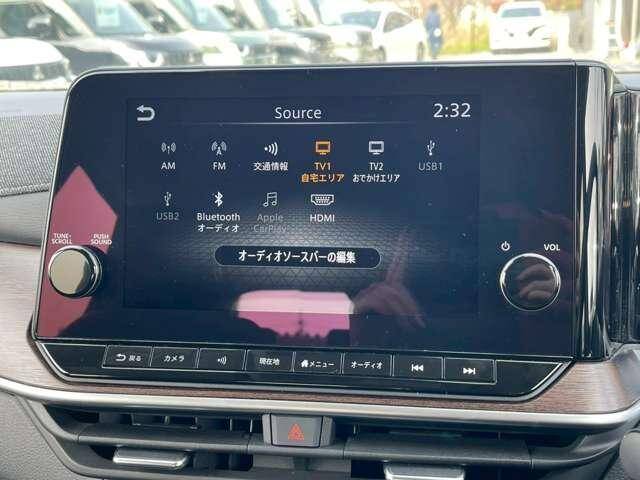 Source
2:32
AM
FM
交通情報
TV1
自宅エリア
TV2
おでかけエリア
USB1
USB2
Bluetooth
オーディオ
Apple
CarPlay
HDMI
オーディオソースバーの編集
TUNE•
SCROLL
PUSH
SOUND
VOL
戻る
カメラ
現在地
メニュー
オーディオ